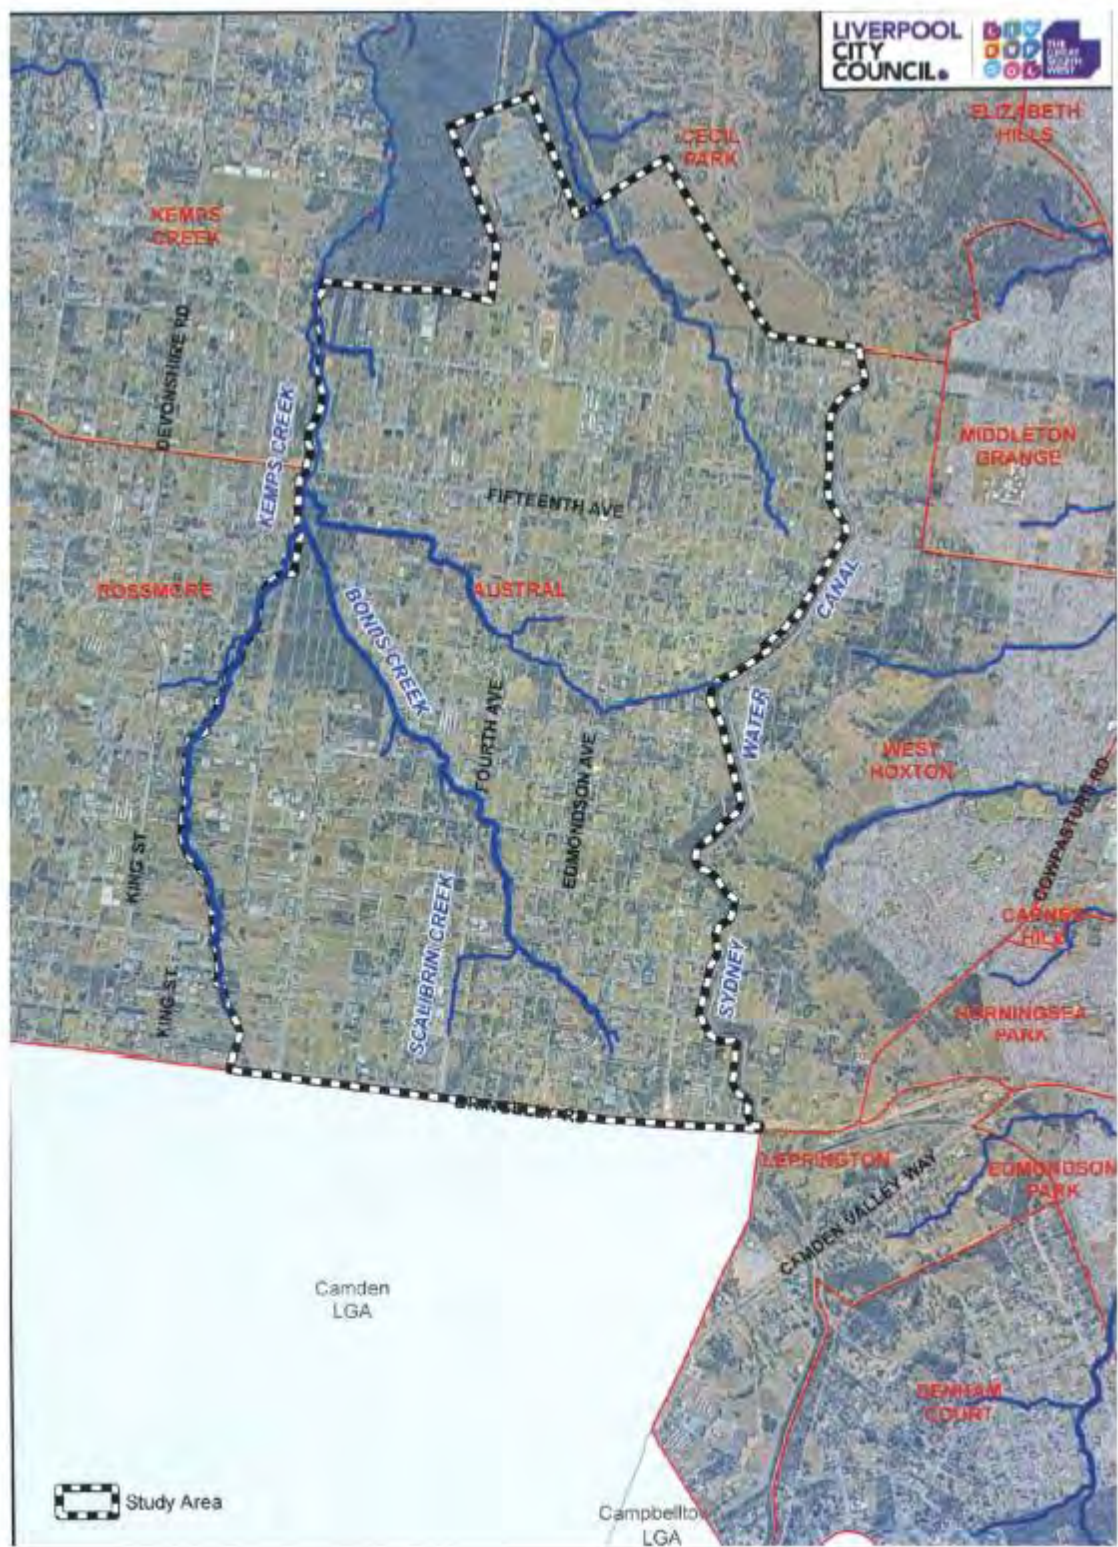 LIVERPOOL
CITY
COUNCIL.
ELIZABETH
HILLS
CECIL
PARK
KEMPS
CREEK
DEVONSHIRE RD
KEMPS CREEK
MIDDLETON
GRANGE
FIFTEENTH AVE
ROSSMORE
AUSTRAL
BONDS CREEK
CANAL
FOURTH AVE
WATER
EDMONDSON AVE
WEST
HOXTON
COWPASTURE RD
KING ST
SCALIBRIN CREEK
CARNES
HILL
KING ST
SYDNEY
HORNINGSEA
PARK
LEPPINGTON
CAMDEN VALLEY WAY
EDMONDSON
PARK
Camden
LGA
DENHAM
COURT
Study Area
LGA